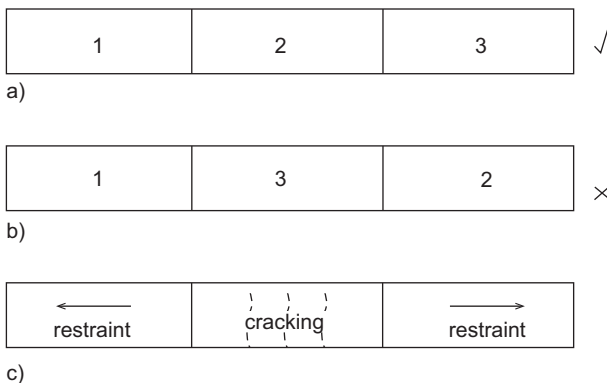 1 2 3 √
a)
1 3 2 ×
b)
restraint cracking restraint
c)